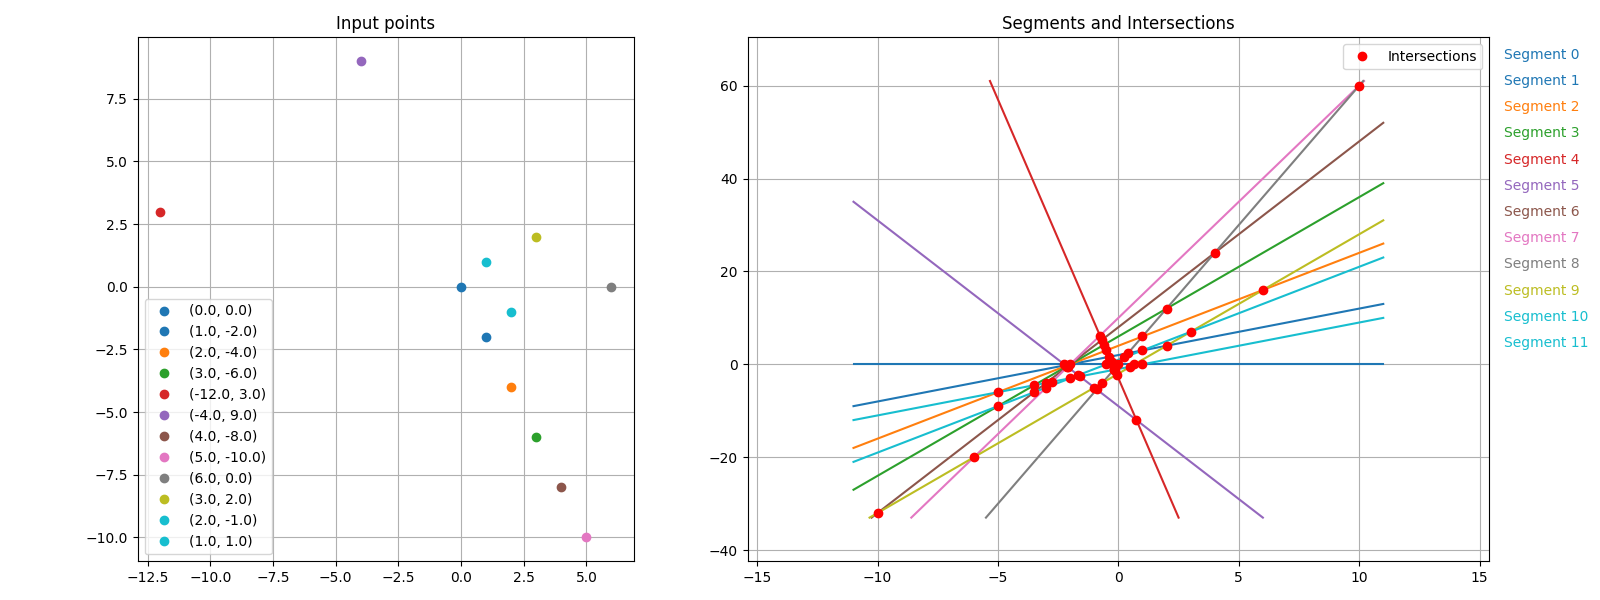 Input points
7.5
5.0
2.5
0.0
−2.5
−5.0
−7.5
−10.0
(0.0, 0.0)
(1.0, -2.0)
(2.0, -4.0)
(3.0, -6.0)
(-12.0, 3.0)
(-4.0, 9.0)
(4.0, -8.0)
(5.0, -10.0)
(6.0, 0.0)
(3.0, 2.0)
(2.0, -1.0)
(1.0, 1.0)
−12.5 −10.0 −7.5 −5.0 −2.5 0.0 2.5 5.0
Segments and Intersections
60
40
20
0
−20
−40
Intersections
−15 −10 −5 0 5 10 15
Segment 0
Segment 1
Segment 2
Segment 3
Segment 4
Segment 5
Segment 6
Segment 7
Segment 8
Segment 9
Segment 10
Segment 11